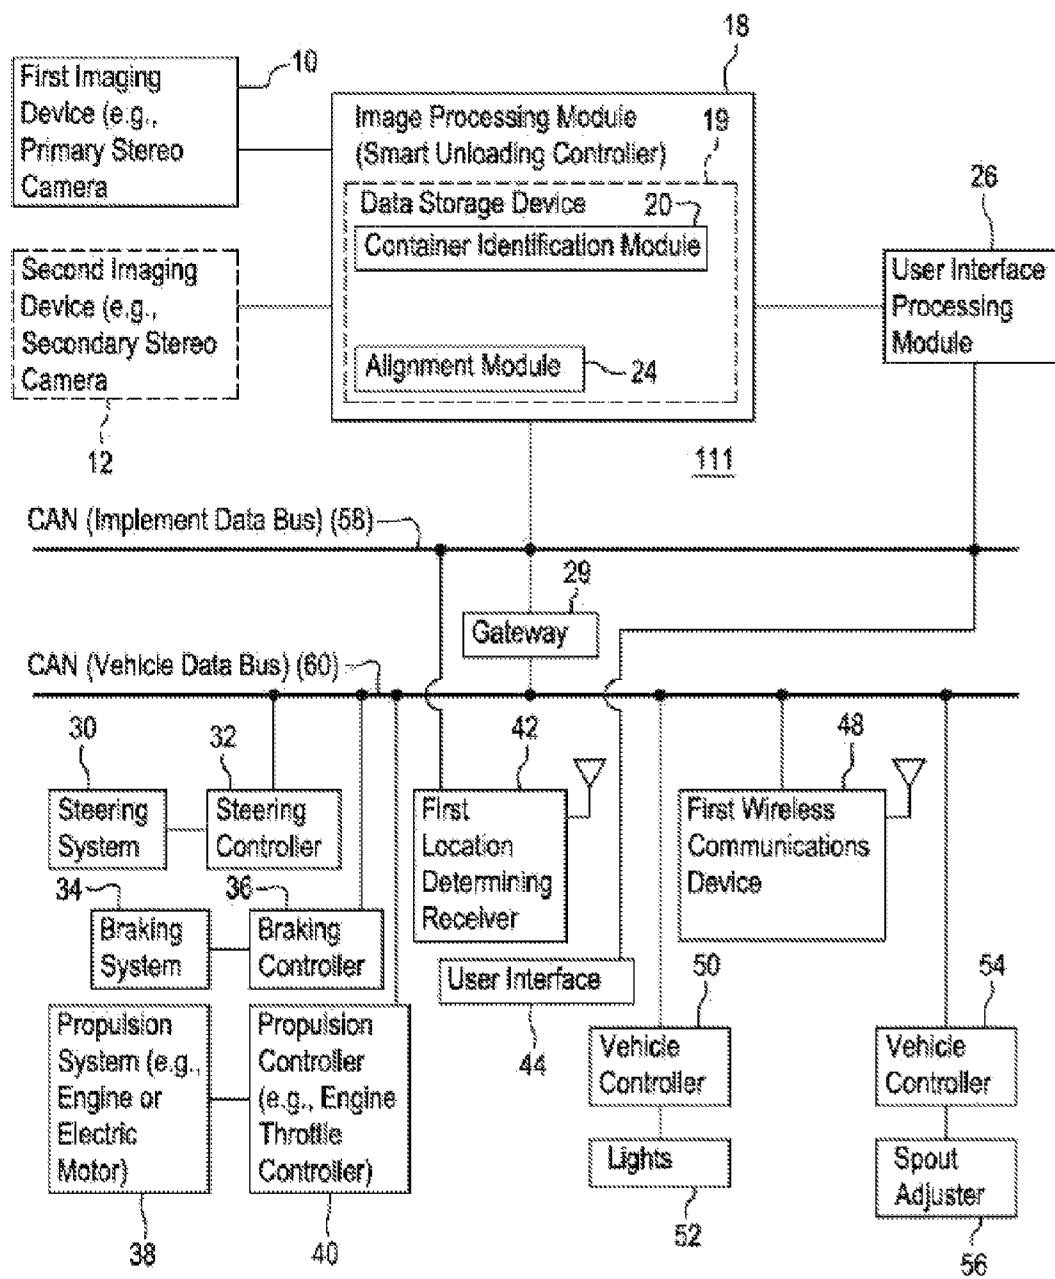 18
10
First Imaging
Device (e.g.,
Primary Stereo
Camera
Image Processing Module
(Smart Unloading Controller)
19
Data Storage Device
20
Container Identification Module
26
Second Imaging
Device (e.g.,
Secondary Stereo
Camera
User Interface
Processing
Module
Alignment Module
24
12
111
CAN (Implement Data Bus) (58)
29
Gateway
CAN (Vehicle Data Bus) (60)
30
32
42
48
Steering
System
Steering
Controller
First
Location
Determining
Receiver
First Wireless
Communications
Device
34
36
Braking
System
Braking
Controller
User Interface
44
50
54
Propulsion
System (e.g.,
Engine or
Electric
Motor)
Propulsion
Controller
(e.g., Engine
Throttle
Controller)
Vehicle
Controller
Vehicle
Controller
Lights
Spout
Adjuster
38
40
52
56